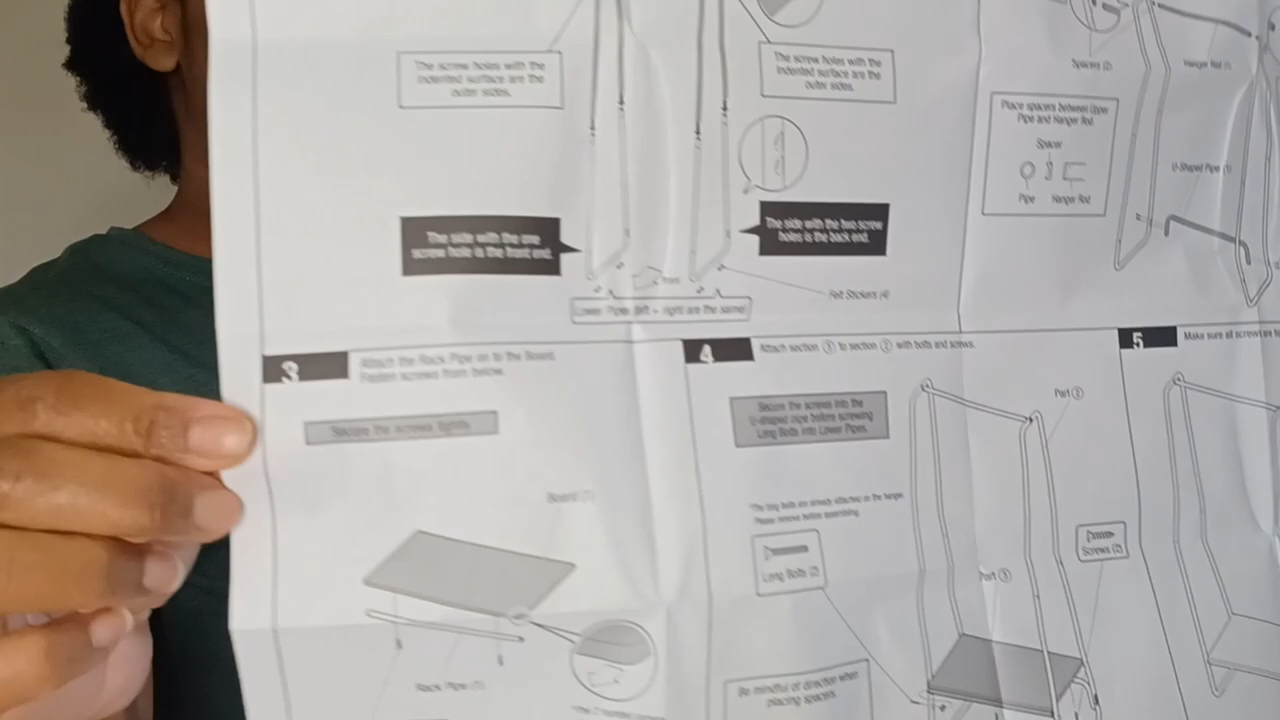 The screw holes with the
indented surface are the
outer sides.
The screw holes with the
indented surface are the
outer sides.
The side with the one
screw hole is the front end.
The side with the two screw
holes is the back end.
Felt Stickers (4)
Lower Pipe (left + right are the same)
Spacers (2)
Hanger Rod (1)
Place spacers between Upper
Pipe and Hanger Rod.
Spacer
Pipe
Hanger Rod
U-Shaped Pipe (1)
3
Attach the Rack Pipe on to the Board.
Fasten screws from below.
Secure the screws tightly.
Board (1)
Rack Pipe (1)
4
Attach section ① to section ② with bolts and screws.
Secure the screws into the
U-shaped pipe before screwing
Long Bolts into Lower Pipes.
*The long bolts are already attached on the hanger.
Please remove before assembling.
Long Bolts (2)
Part ②
Part ③
Screws (2)
Be mindful of direction when
placing spacers.
5
Make sure all screws are